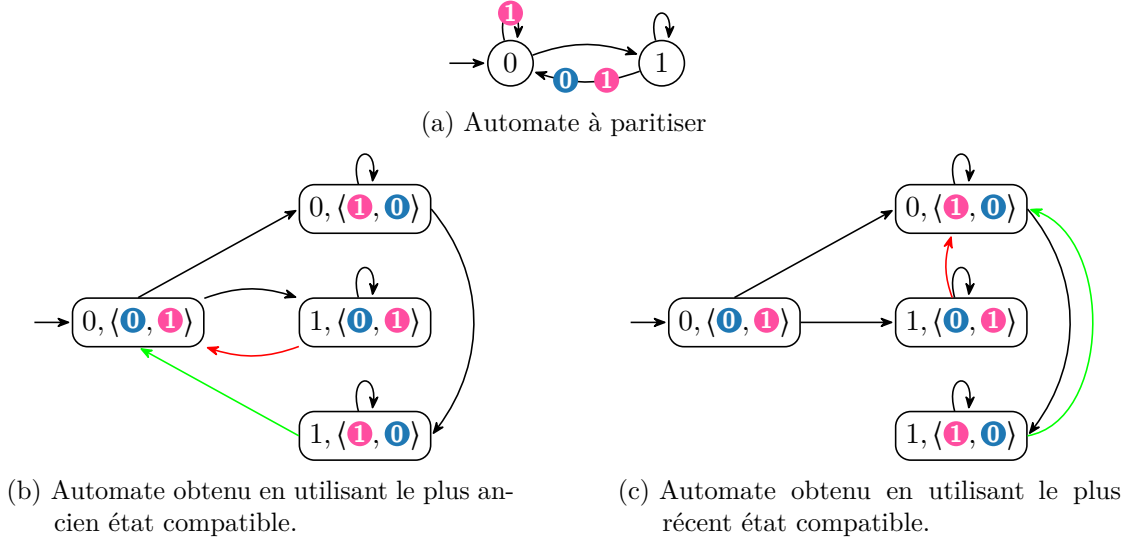 1
0
1
0 1
(a) Automate à paritiser
0,⟨1,0⟩
0,⟨1,0⟩
0,⟨0,1⟩
1,⟨0,1⟩
0,⟨0,1⟩
1,⟨0,1⟩
1,⟨1,0⟩
1,⟨1,0⟩
(b) Automate obtenu en utilisant le plus an-
cien état compatible.
(c) Automate obtenu en utilisant le plus
récent état compatible.